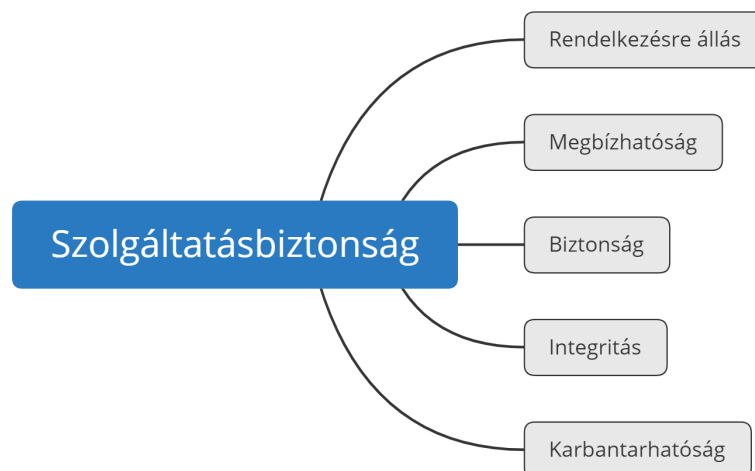 Rendelkezésre állás
Megbízhatóság
Szolgáltatásbiztonság
Biztonság
Integritás
Karbantarhatóság